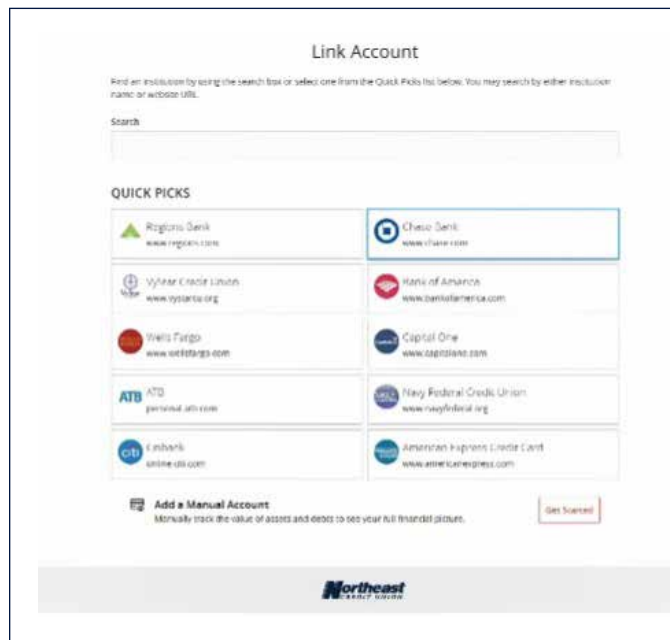 Link Account
Find an institution by using the search box or select one from the Quick Picks list below. You may search by either institution
name or website URL.
Search
QUICK PICKS
Regions Bank
www.regions.com
Chase Bank
www.chase.com
VyStar Credit Union
www.vystarcu.org
Bank of America
www.bankofamerica.com
Wells Fargo
www.wellsfargo.com
Capital One
www.capitalone.com
ATB
ATB
personal.atb.com
Navy Federal Credit Union
www.navyfederal.org
citi
Citibank
online.citi.com
American Express Credit Card
www.americanexpress.com
Add a Manual Account
Manually track the value of assets and debts to see your full financial picture.
Get Started
Northeast
CREDIT UNION